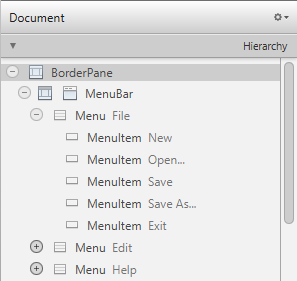 Document
Hierarchy
BorderPane
MenuBar
Menu File
MenuItem New
MenuItem Open...
MenuItem Save
MenuItem Save As...
MenuItem Exit
Menu Edit
Menu Help